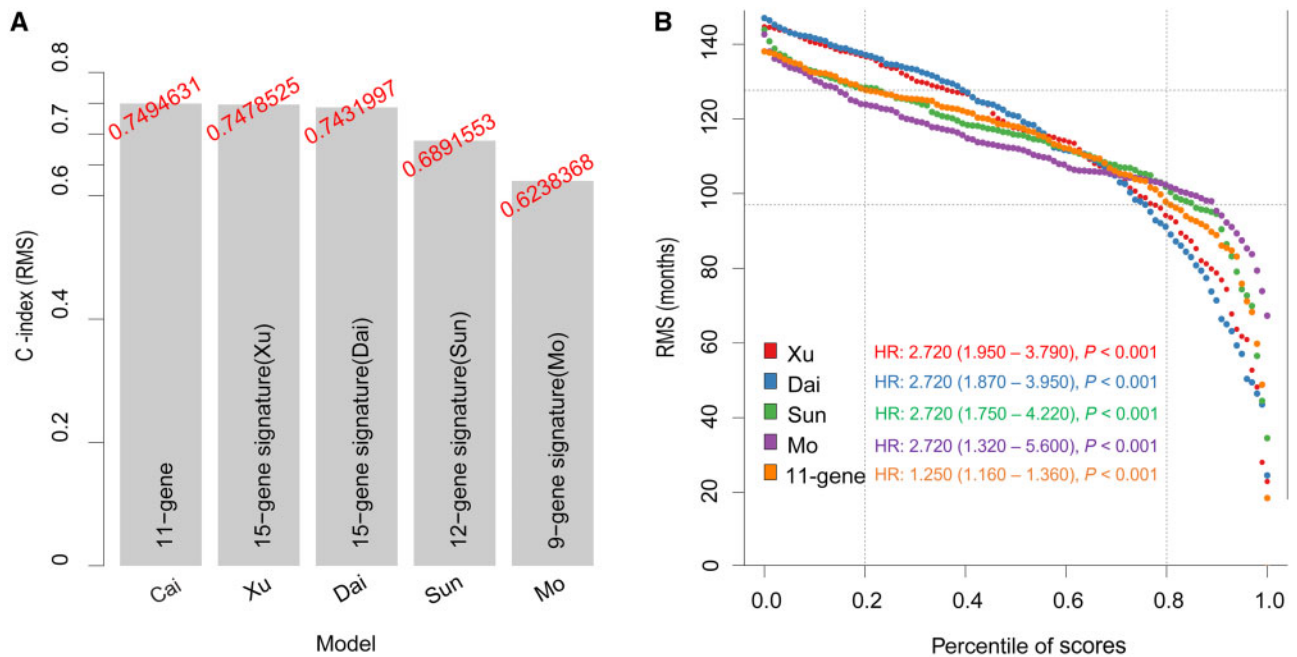 A
C-index (RMS)
0.8
0.7
0.6
0.4
0.2
0
0.7494631
0.7478525
0.7431997
0.6891553
0.6238368
11-gene
15-gene signature(Xu)
15-gene signature(Dai)
12-gene signature(Sun)
9-gene signature(Mo)
Cai
Xu
Dai
Sun
Mo
Model
B
RMS (months)
140
120
100
80
60
40
20
0
Xu HR: 2.720 (1.950 – 3.790), P < 0.001
Dai HR: 2.720 (1.870 – 3.950), P < 0.001
Sun HR: 2.720 (1.750 – 4.220), P < 0.001
Mo HR: 2.720 (1.320 – 5.600), P < 0.001
11-gene HR: 1.250 (1.160 – 1.360), P < 0.001
0.0 0.2 0.4 0.6 0.8 1.0
Percentile of scores